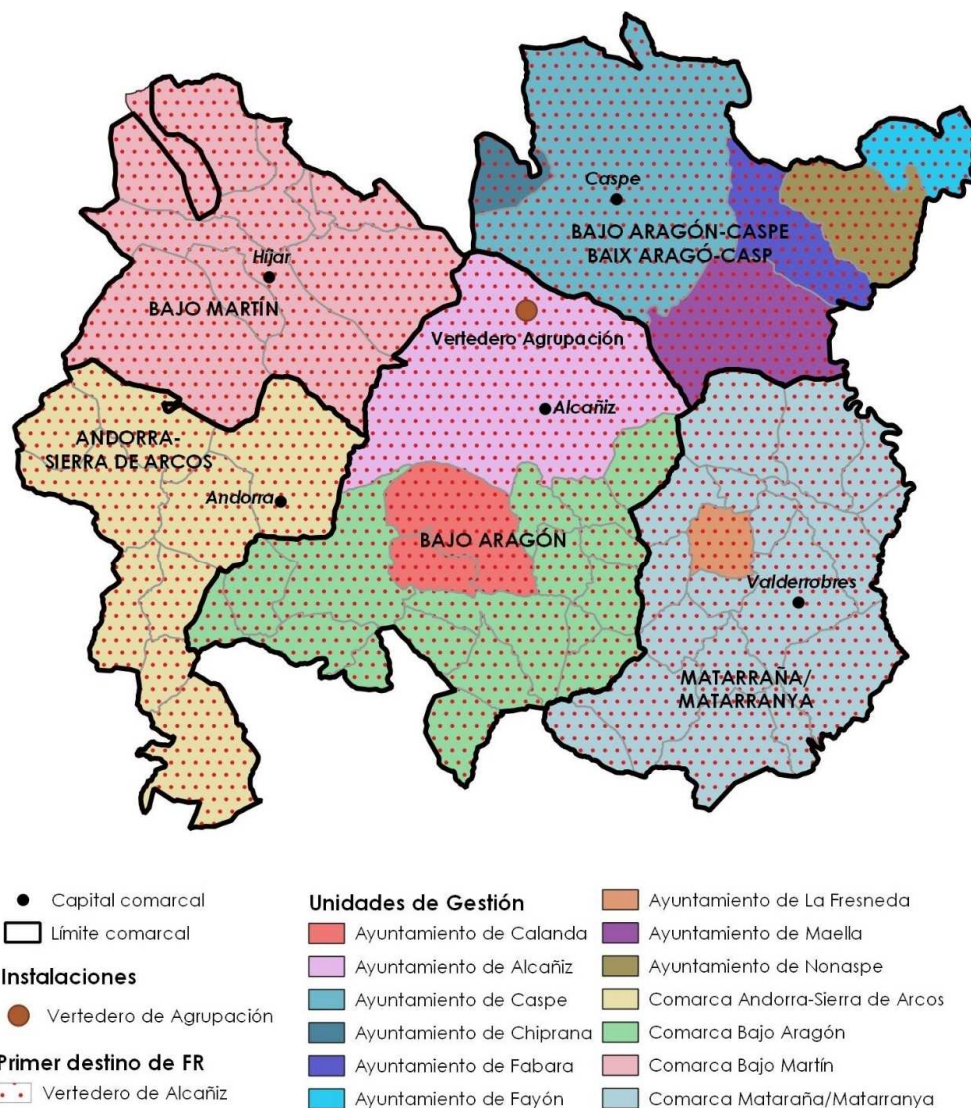 Caspe
BAJO ARAGÓN-CASPE
BAIX ARAGÓ-CASP
Híjar
BAJO MARTÍN
Vertedero Agrupación
Alcañiz
ANDORRA-
SIERRA DE ARCOS
Andorra
BAJO ARAGÓN
Valderrobres
MATARRAÑA/
MATARRANYA
Capital comarcal
Límite comarcal
Instalaciones
Vertedero de Agrupación
Primer destino de FR
Vertedero de Alcañiz
Unidades de Gestión
Ayuntamiento de Calanda
Ayuntamiento de Alcañiz
Ayuntamiento de Caspe
Ayuntamiento de Chiprana
Ayuntamiento de Fabara
Ayuntamiento de Fayón
Ayuntamiento de La Fresneda
Ayuntamiento de Maella
Ayuntamiento de Nonaspe
Comarca Andorra-Sierra de Arcos
Comarca Bajo Aragón
Comarca Bajo Martín
Comarca Mataraña/Matarranya